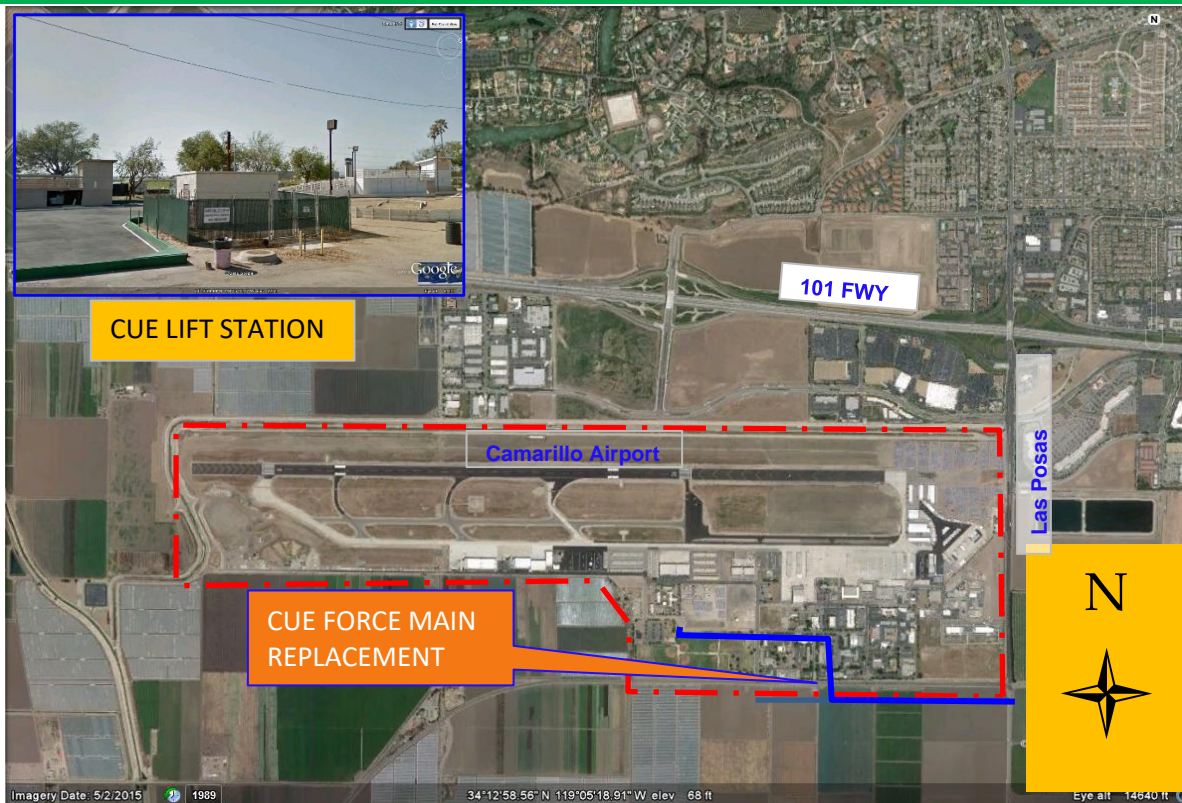 N
Google
CUE LIFT STATION
101 FWY
Camarillo Airport
Las Posas
CUE FORCE MAIN
REPLACEMENT
N
Imagery Date: 5/2/2015
1989
34°12'58.56" N 119°05'18.91" W elev 68 ft
Eye alt 14640 ft